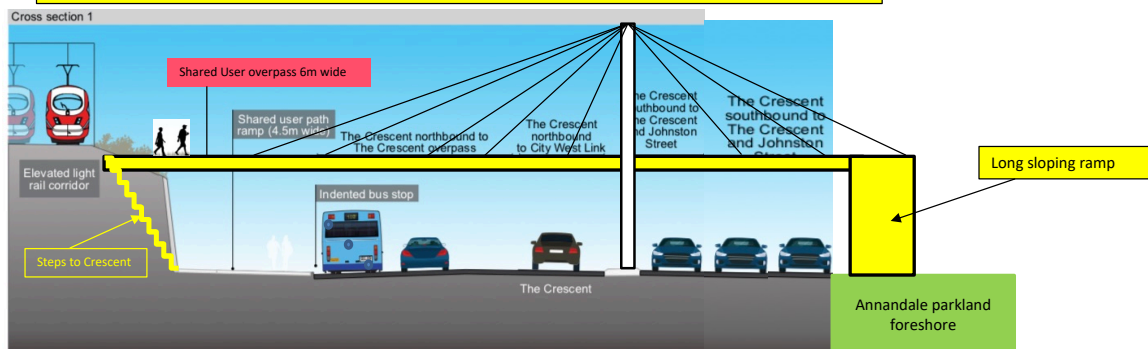 Cross section 1
Shared User overpass 6m wide
Shared user path
ramp (4.5m wide)
The Crescent northbound to
The Crescent overpass
The Crescent
northbound
to City West Link
The Crescent
southbound to
The Crescent
and Johnston
Street
The Crescent
southbound to
The Crescent
and Johnston
Street
Long sloping ramp
Elevated light
rail corridor
Indented bus stop
Steps to Crescent
The Crescent
Annandale parkland
foreshore